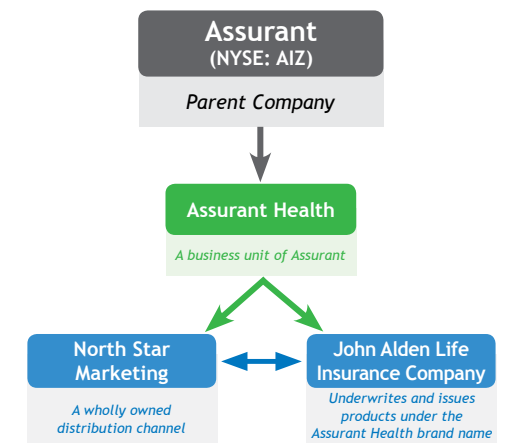 Assurant
(NYSE: AIZ)
Parent Company
Assurant Health
A business unit of Assurant
North Star
Marketing
A wholly owned
distribution channel
John Alden Life
Insurance Company
Underwrites and issues
products under the
Assurant Health brand name